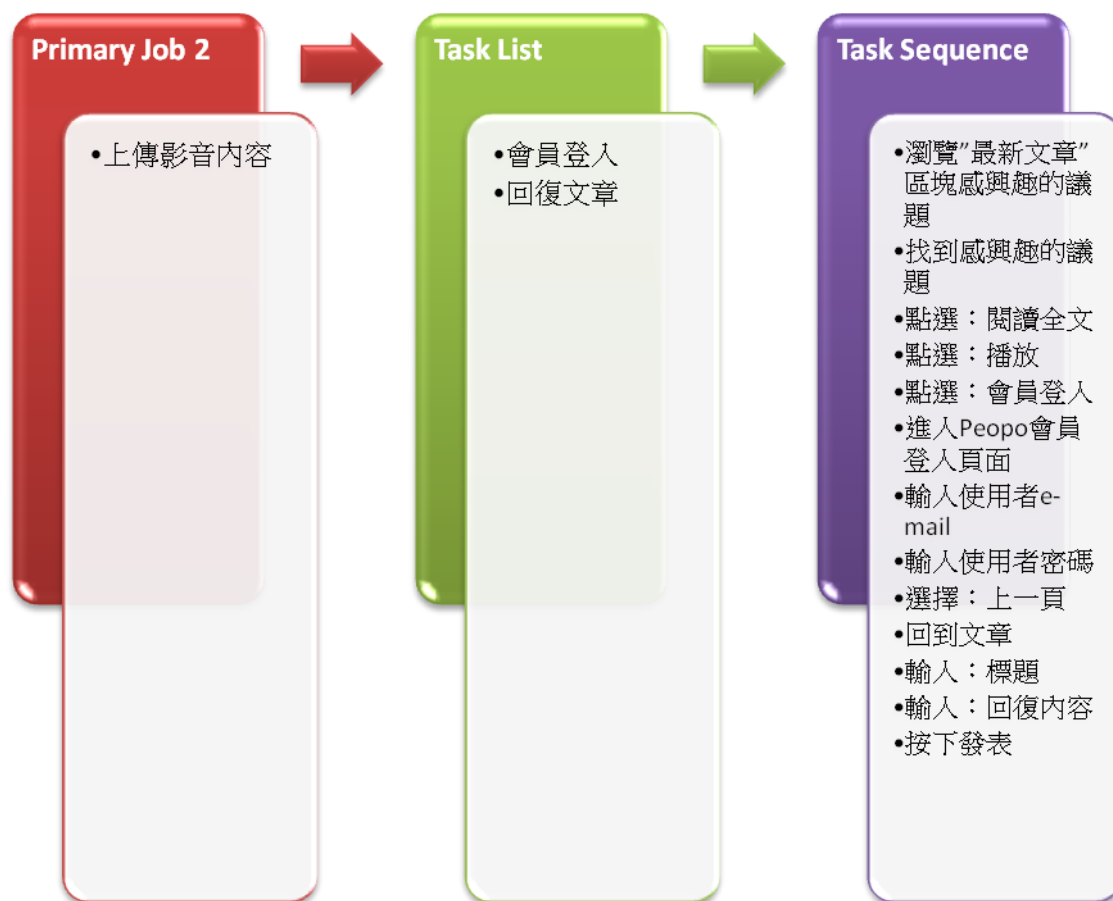 Primary Job 2
•上傳影音內容
Task List
•會員登入
•回復文章
Task Sequence
•瀏覽”最新文章”
區塊感興趣的議
題
•找到感興趣的議
題
•點選：閱讀全文
•點選：播放
•點選：會員登入
•進入Peopo會員
登入頁面
•輸入使用者e-
mail
•輸入使用者密碼
•選擇：上一頁
•回到文章
•輸入：標題
•輸入：回復內容
•按下發表